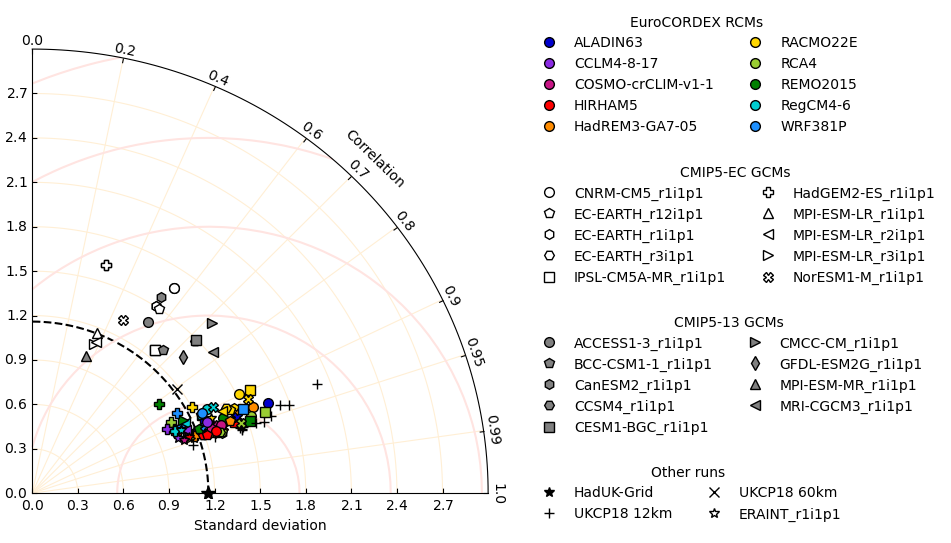 0.0
0.2
0.4
0.6
Correlation
0.7
0.8
0.9
0.95
0.99
1.0
2.7
2.4
2.1
1.8
1.5
1.2
0.9
0.6
0.3
0.0
0.0 0.3 0.6 0.9 1.2 1.5 1.8 2.1 2.4 2.7
Standard deviation
EuroCORDEX RCMs
ALADIN63 RACMO22E
CCLM4-8-17 RCA4
COSMO-crCLIM-v1-1 REMO2015
HIRHAM5 RegCM4-6
HadREM3-GA7-05 WRF381P
CMIP5-EC GCMs
CNRM-CM5_r1i1p1 HadGEM2-ES_r1i1p1
EC-EARTH_r12i1p1 MPI-ESM-LR_r1i1p1
EC-EARTH_r1i1p1 MPI-ESM-LR_r2i1p1
EC-EARTH_r3i1p1 MPI-ESM-LR_r3i1p1
IPSL-CM5A-MR_r1i1p1 NorESM1-M_r1i1p1
CMIP5-13 GCMs
ACCESS1-3_r1i1p1 CMCC-CM_r1i1p1
BCC-CSM1-1_r1i1p1 GFDL-ESM2G_r1i1p1
CanESM2_r1i1p1 MPI-ESM-MR_r1i1p1
CCSM4_r1i1p1 MRI-CGCM3_r1i1p1
CESM1-BGC_r1i1p1
Other runs
HadUK-Grid UKCP18 60km
UKCP18 12km ERAINT_r1i1p1